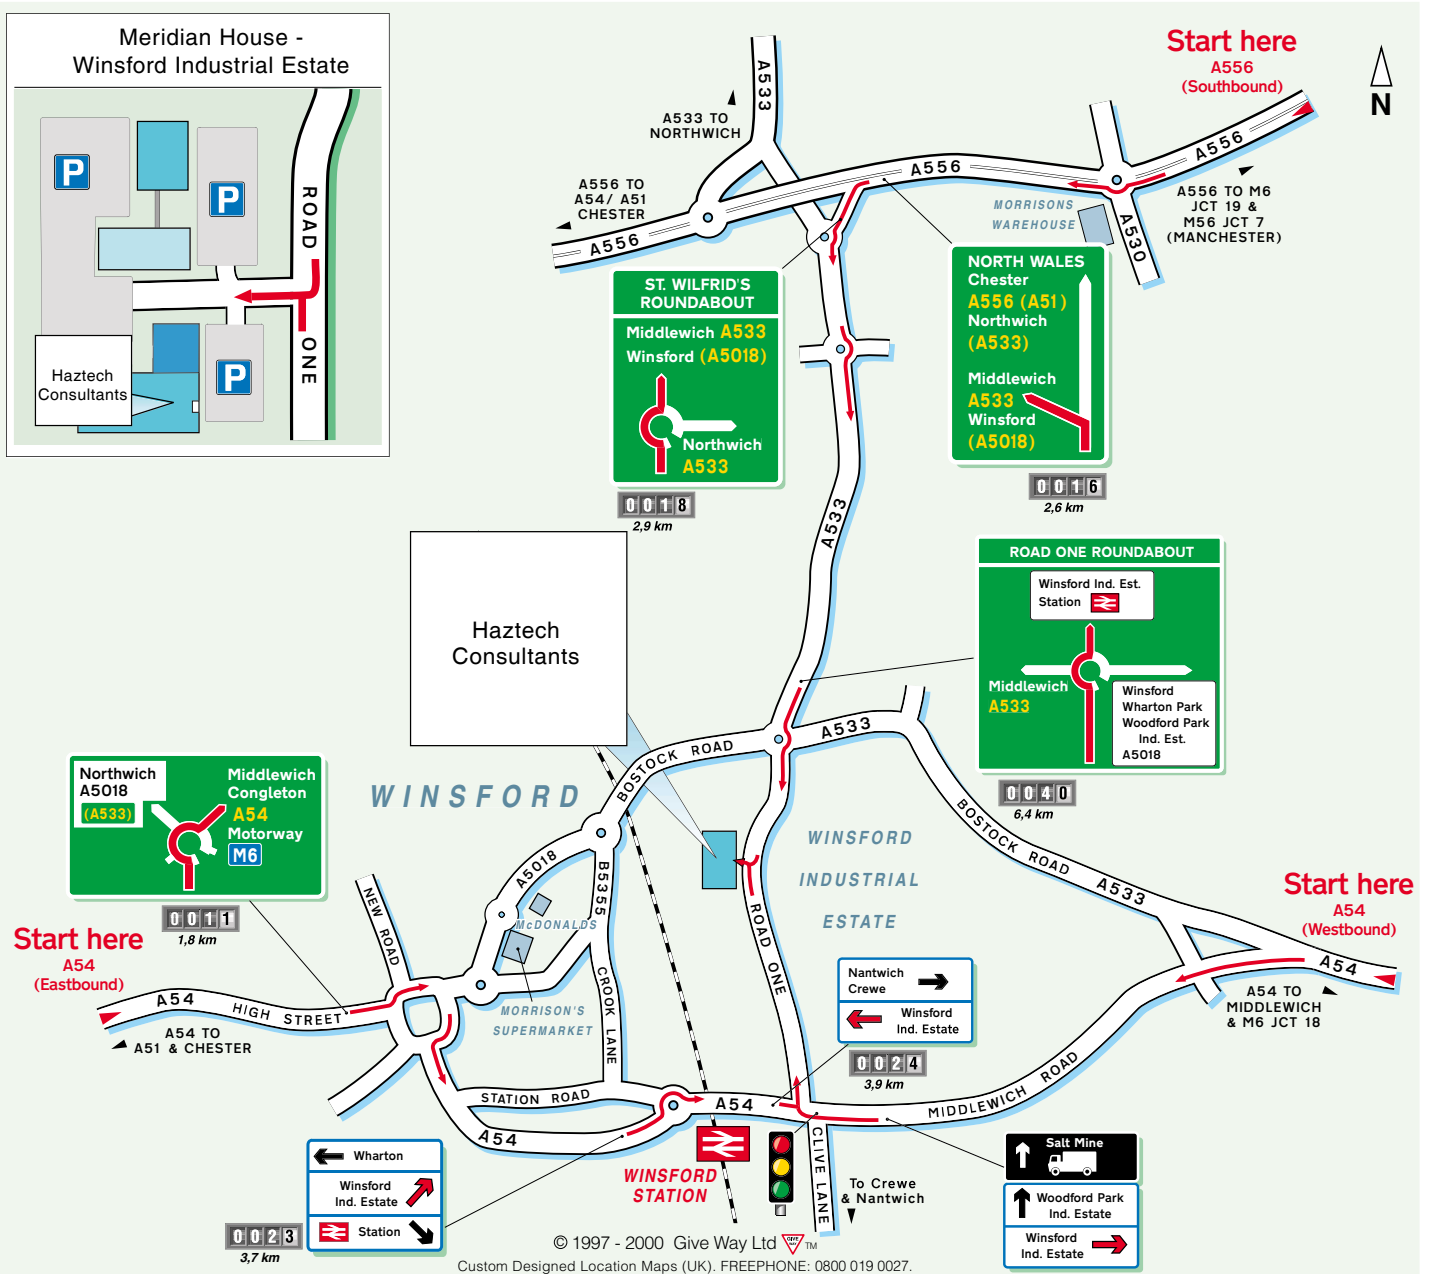 Meridian House -
Winsford Industrial Estate
P
P
P
ROAD ONE
Haztech
Consultants
Start here
A556
(Southbound)
N
A533
A533 TO
NORTHWICH
A556 TO
A54/ A51
CHESTER
A556
A556
A556
A556 TO M6
JCT 19 &
M56 JCT 7
(MANCHESTER)
MORRISONS
WAREHOUSE
A530
ST. WILFRID'S
ROUNDABOUT
Middlewich A533
Winsford (A5018)
Northwich
A533
0018
2,9 km
NORTH WALES
Chester
A556 (A51)
Northwich
(A533)
Middlewich
A533
Winsford
(A5018)
0016
2,6 km
A533
Haztech
Consultants
ROAD ONE ROUNDABOUT
Winsford Ind. Est.
Station
Middlewich
A533
Winsford
Wharton Park
Woodford Park
Ind. Est.
A5018
0040
6,4 km
A533
BOSTOCK ROAD
WINSFORD
Northwich
A5018
(A533)
Middlewich
Congleton
A54
Motorway
M6
0011
1,8 km
Start here
A54
(Eastbound)
A54
HIGH STREET
A54 TO
A51 & CHESTER
NEW ROAD
A5018
B5355
McDONALDS
MORRISON'S
SUPERMARKET
CROOK LANE
WINSFORD
INDUSTRIAL
ESTATE
ROAD ONE
BOSTOCK ROAD
A533
Start here
A54
(Westbound)
A54
A54 TO
MIDDLEWICH
& M6 JCT 18
Nantwich
Crewe
Winsford
Ind. Estate
0024
3,9 km
STATION ROAD
A54
A54
MIDDLEWICH ROAD
CLIVE LANE
WINSFORD
STATION
To Crewe
& Nantwich
Wharton
Winsford
Ind. Estate
Station
0023
3,7 km
Salt Mine
Woodford Park
Ind. Estate
Winsford
Ind. Estate
© 1997 - 2000 Give Way Ltd GIVE WAY TM
Custom Designed Location Maps (UK). FREEPHONE: 0800 019 0027.